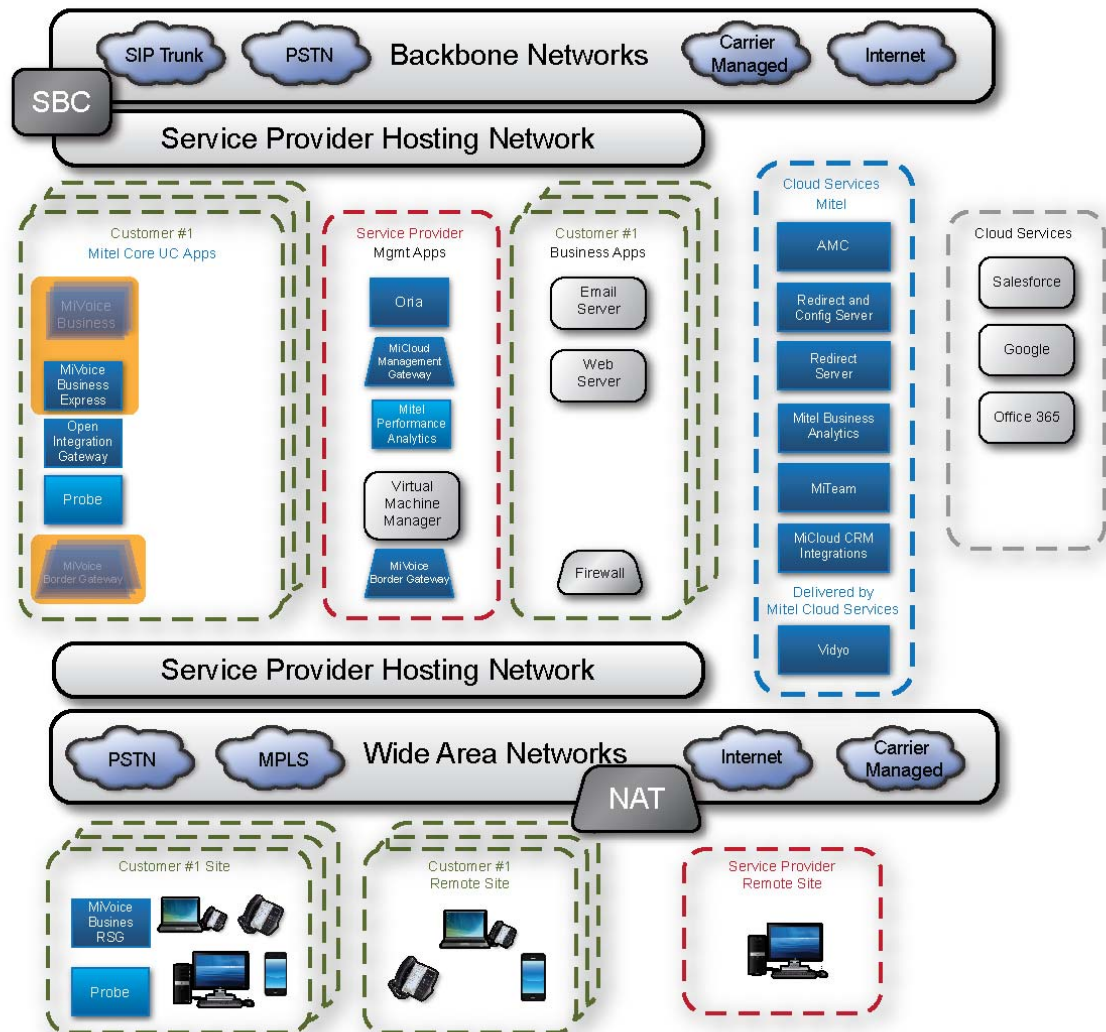 SIP Trunk
PSTN
Backbone Networks
Carrier
Managed
Internet
SBC
Service Provider Hosting Network
Customer #1
Mitel Core UC Apps
MiVoice
Business
MiVoice
Business
Express
Open
Integration
Gateway
Probe
MiVoice
Border Gateway
Service Provider
Mgmt Apps
Oria
MiCloud
Management
Gateway
Mitel
Performance
Analytics
Virtual
Machine
Manager
MiVoice
Border Gateway
Customer #1
Business Apps
Email
Server
Web
Server
Firewall
Cloud Services
Mitel
AMC
Redirect and
Config Server
Redirect
Server
Mitel Business
Analytics
MiTeam
MiCloud CRM
Integrations
Delivered by
Mitel Cloud Services
Vidyo
Cloud Services
Salesforce
Google
Office 365
Service Provider Hosting Network
PSTN
MPLS
Wide Area Networks
Internet
Carrier
Managed
NAT
Customer #1 Site
MiVoice
Busines
RSG
Probe
Customer #1
Remote Site
Service Provider
Remote Site